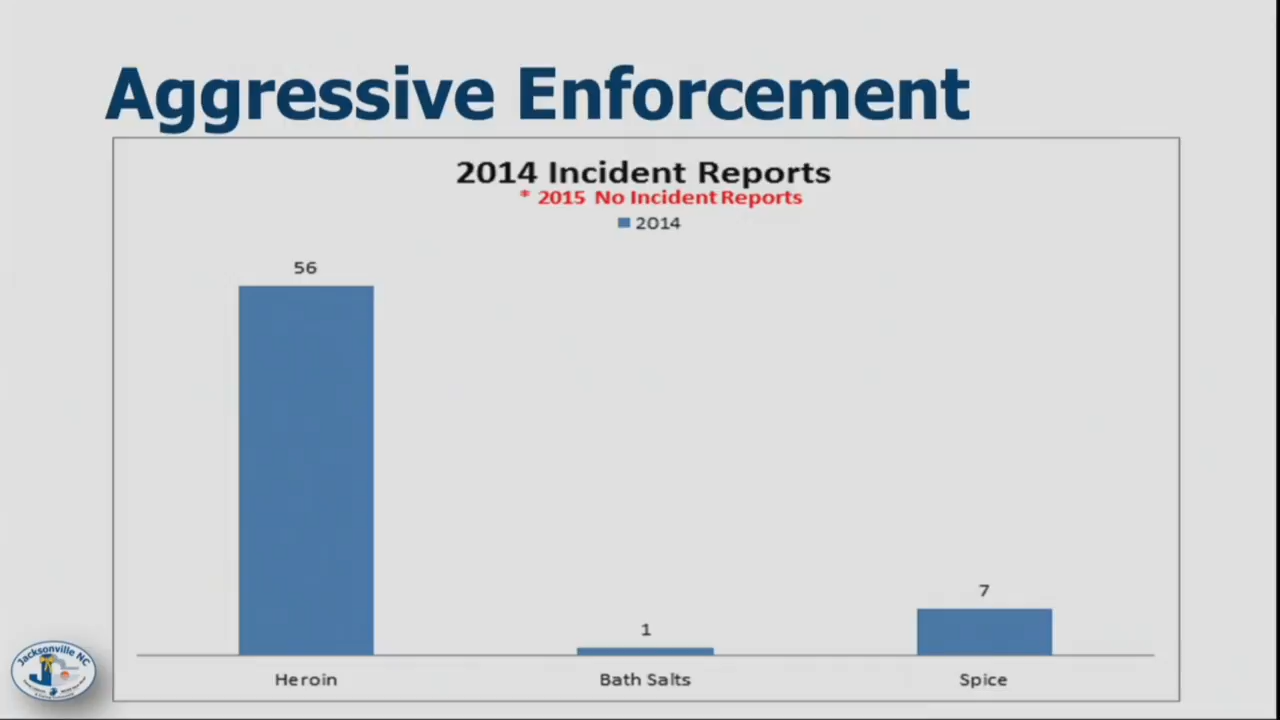 Aggressive Enforcement
2014 Incident Reports
* 2015 No Incident Reports
2014
56
1
7
Heroin
Bath Salts
Spice
Jacksonville NC